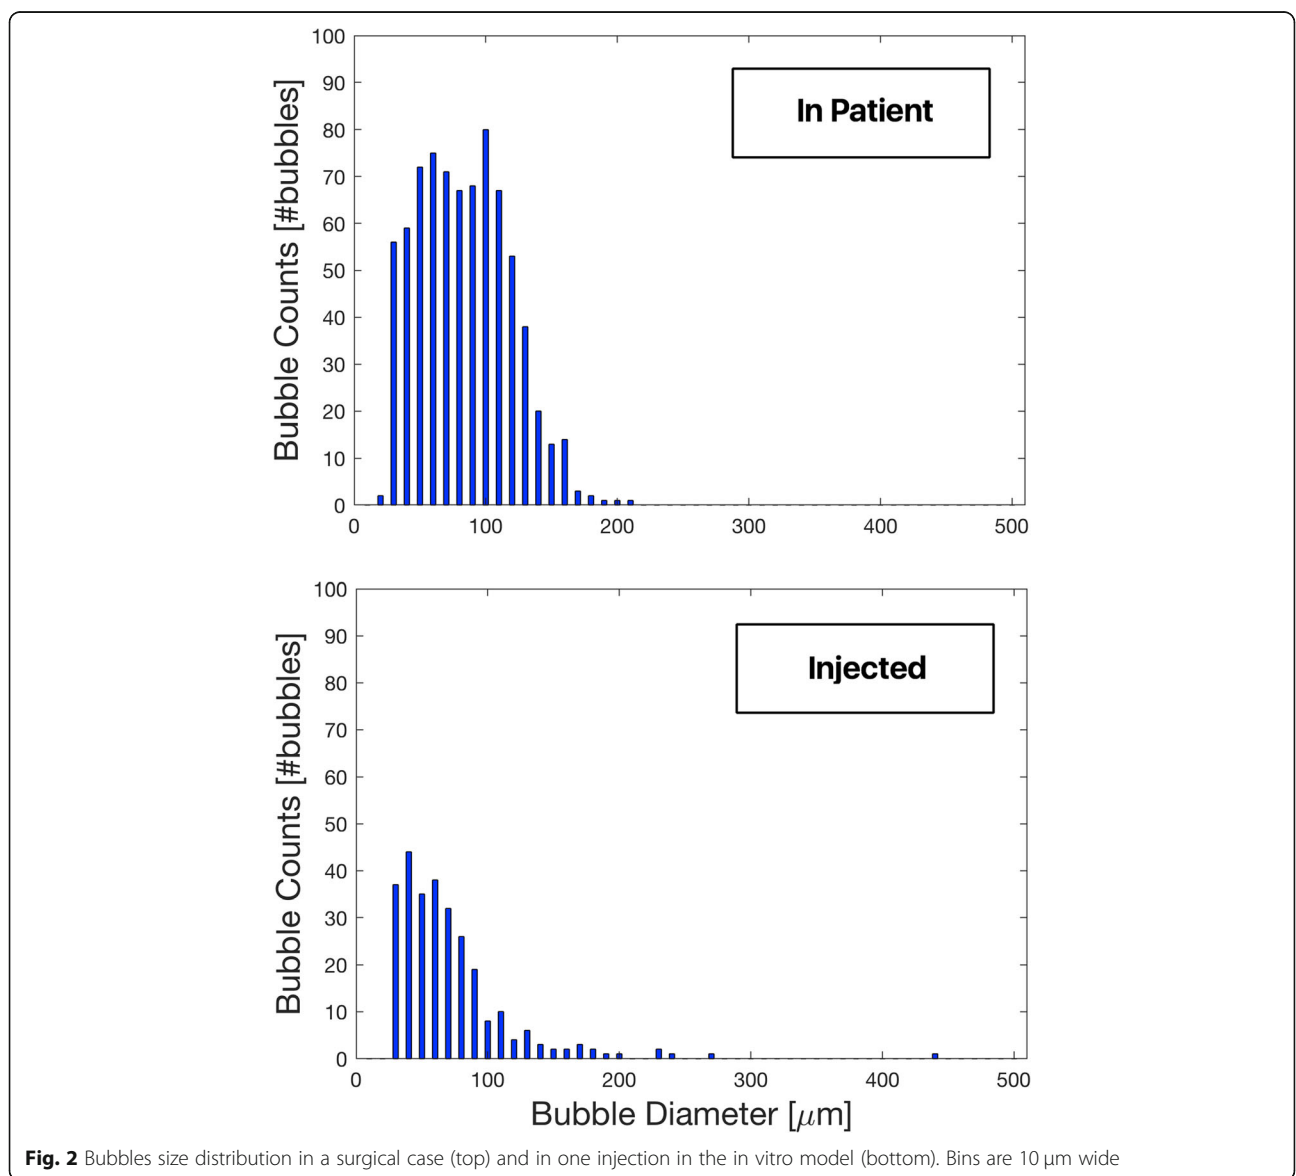 100
90
80
70
60
50
40
30
20
10
0
Bubble Counts [#bubbles]
In Patient
0 100 200 300 400 500
100
90
80
70
60
50
40
30
20
10
0
Bubble Counts [#bubbles]
Injected
0 100 200 300 400 500
Bubble Diameter [μm]
Fig. 2 Bubbles size distribution in a surgical case (top) and in one injection in the in vitro model (bottom). Bins are 10 μm wide